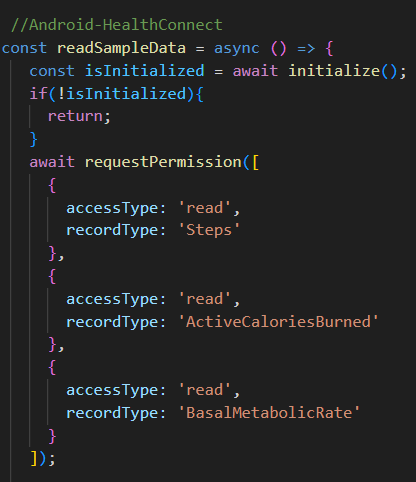 //Android-HealthConnect
const readSampleData = async () => {
const isInitialized = await initialize();
if(!isInitialized){
return;
}
await requestPermission([
{
accessType: 'read',
recordType: 'Steps'
},
{
accessType: 'read',
recordType: 'ActiveCaloriesBurned'
},
{
accessType: 'read',
recordType: 'BasalMetabolicRate'
}
]);